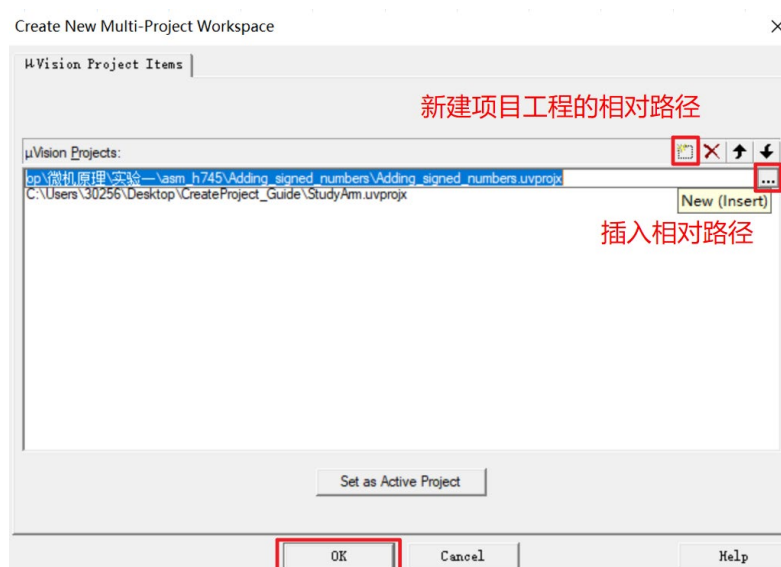 Create New Multi-Project Workspace
μVision Project Items
新建项目工程的相对路径
μVision Projects:
op\微机原理\实验一\asm_h745\Adding_signed_numbers\Adding_signed_numbers.uvprojx
...
C:\Users\30256\Desktop\CreateProject_Guide\StudyArm.uvprojx
New (Insert)
插入相对路径
Set as Active Project
OK Cancel Help